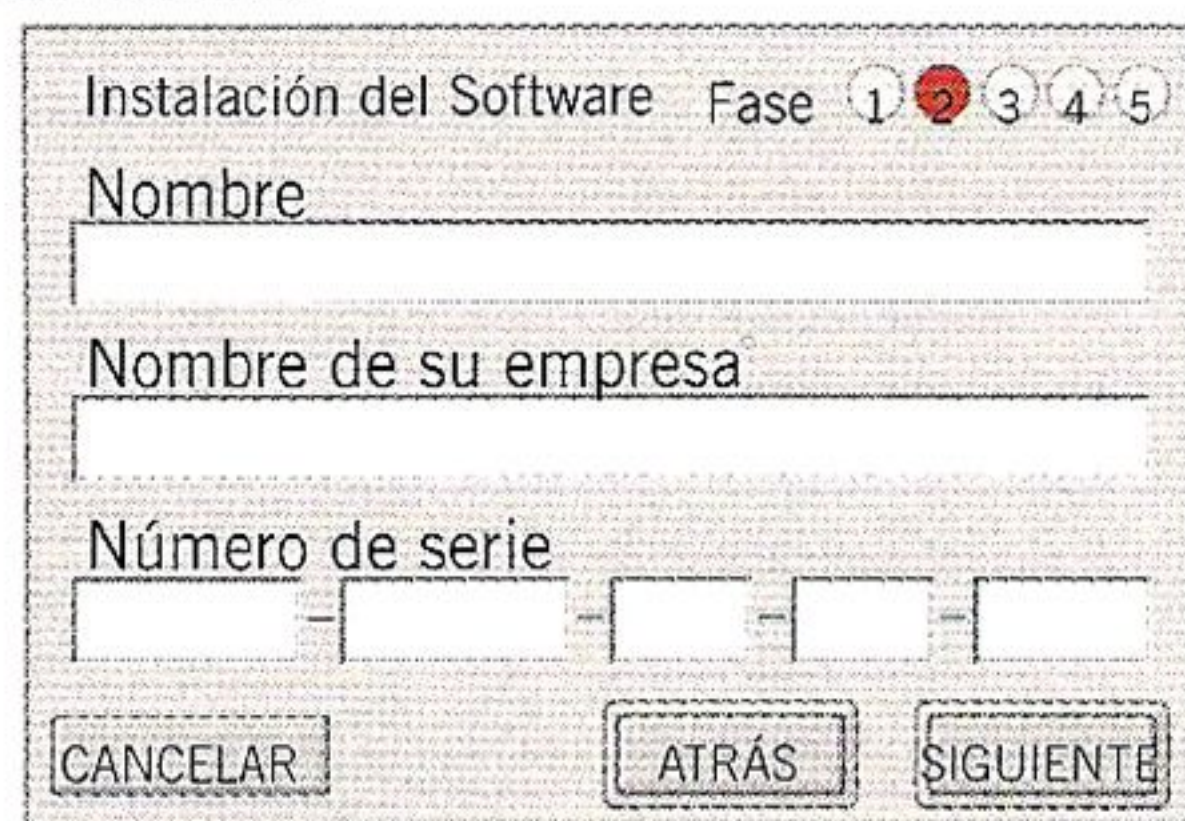 Instalación del Software Fase 1 2 3 4 5
Nombre
Nombre de su empresa
Número de serie
- - - -
CANCELAR ATRÁS SIGUIENTE